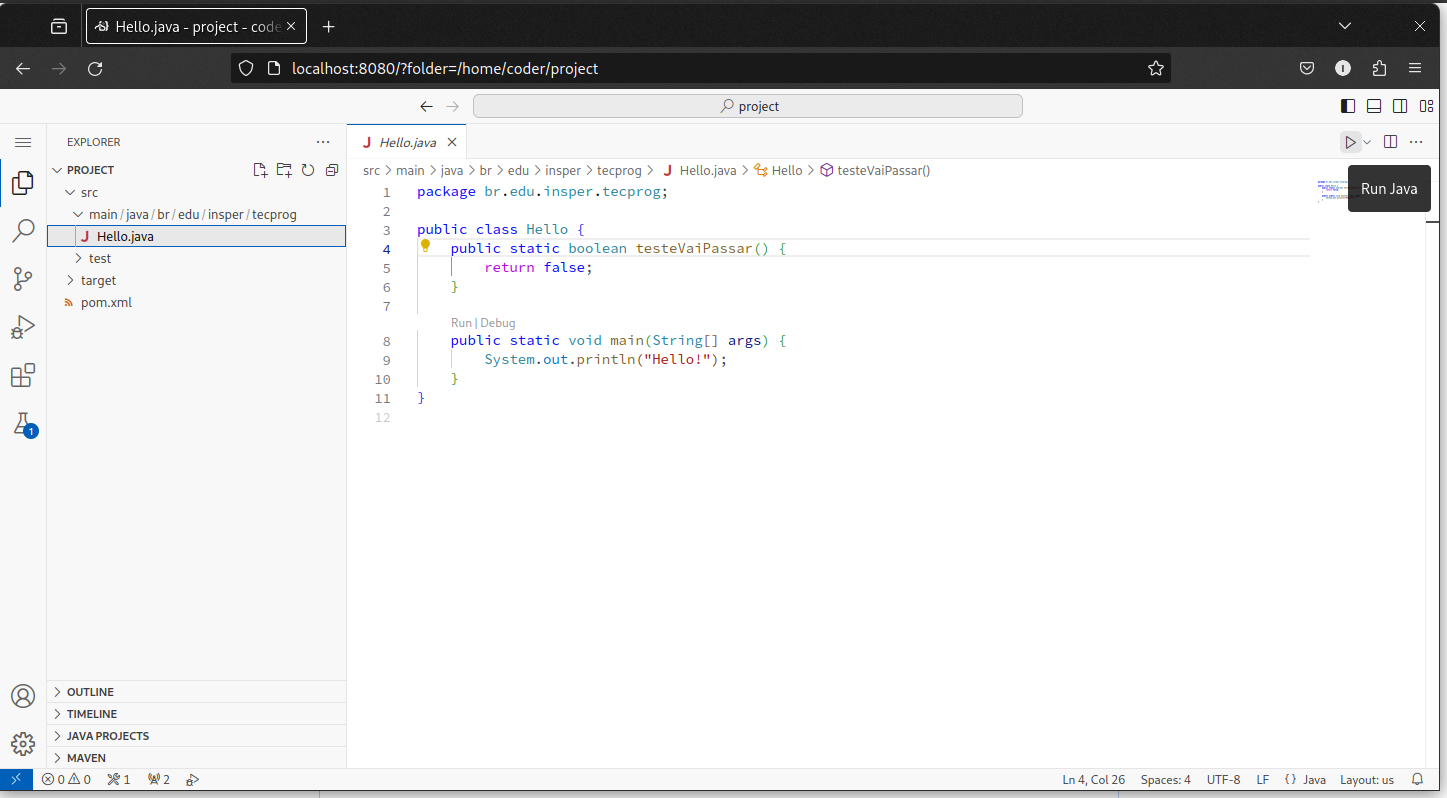 Hello.java - project - code
localhost:8080/?folder=/home/coder/project
project
EXPLORER
PROJECT
src
main / java / br / edu / insper / tecprog
J Hello.java
test
target
pom.xml
1
OUTLINE
TIMELINE
JAVA PROJECTS
MAVEN
J Hello.java
src > main > java > br > edu > insper > tecprog > J Hello.java > Hello > testeVaiPassar()
Run Java
1 package br.edu.insper.tecprog;
2
3 public class Hello {
4 public static boolean testeVaiPassar() {
5 return false;
6 }
7
Run | Debug
8 public static void main(String[] args) {
9 System.out.println("Hello!");
10 }
11 }
12
0 0 1 2 Ln 4, Col 26 Spaces: 4 UTF-8 LF {} Java Layout: us